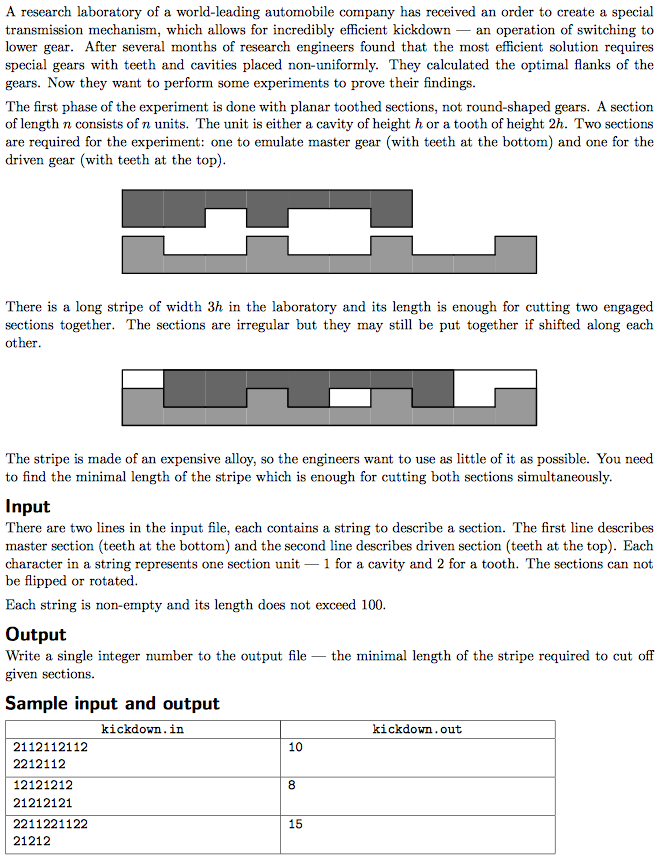 A research laboratory of a world-leading automobile company has received an order to create a special
transmission mechanism, which allows for incredibly efficient kickdown — an operation of switching to
lower gear. After several months of research engineers found that the most efficient solution requires
special gears with teeth and cavities placed non-uniformly. They calculated the optimal flanks of the
gears. Now they want to perform some experiments to prove their findings.
The first phase of the experiment is done with planar toothed sections, not round-shaped gears. A section
of length n consists of n units. The unit is either a cavity of height h or a tooth of height 2h. Two sections
are required for the experiment: one to emulate master gear (with teeth at the bottom) and one for the
driven gear (with teeth at the top).
There is a long stripe of width 3h in the laboratory and its length is enough for cutting two engaged
sections together. The sections are irregular but they may still be put together if shifted along each
other.
The stripe is made of an expensive alloy, so the engineers want to use as little of it as possible. You need
to find the minimal length of the stripe which is enough for cutting both sections simultaneously.
Input
There are two lines in the input file, each contains a string to describe a section. The first line describes
master section (teeth at the bottom) and the second line describes driven section (teeth at the top). Each
character in a string represents one section unit — 1 for a cavity and 2 for a tooth. The sections can not
be flipped or rotated.
Each string is non-empty and its length does not exceed 100.
Output
Write a single integer number to the output file — the minimal length of the stripe required to cut off
given sections.
Sample input and output
kickdown.in kickdown.out
2112112112 10
2212112
12121212 8
21212121
2211221122 15
21212